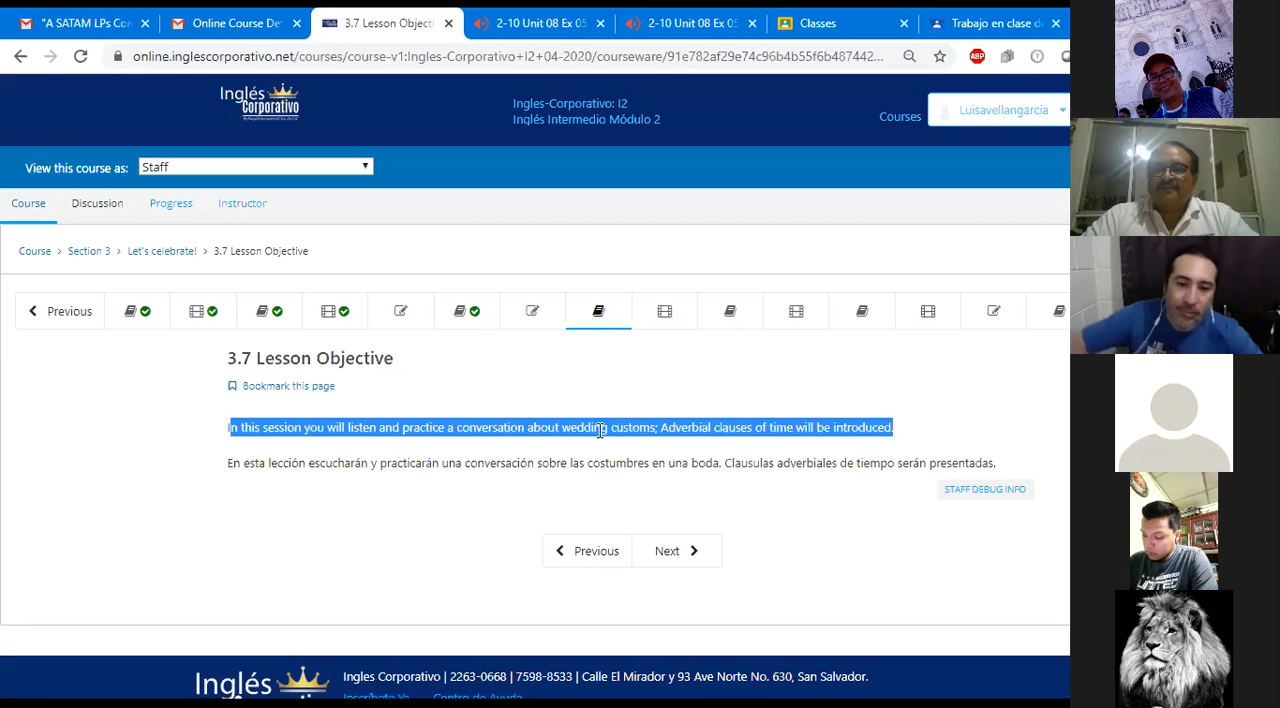 "A SATAM LPs Con
Online Course De
3.7 Lesson Objecti
2-10 Unit 08 Ex 05
2-10 Unit 08 Ex 05
Classes
Trabajo en clase de
online.inglescorporativo.net/courses/course-v1:Ingles-Corporativo+I2+04-2020/courseware/91e782af29e74c96b4b55f6b487442...
ABP
Inglés
Corporativo
Ingles-Corporativo: I2
Inglés Intermedio Módulo 2
Courses
Luisavellangarcia
View this course as:
Staff
Course
Discussion
Progress
Instructor
Course > Section 3 > Let's celebrate! > 3.7 Lesson Objective
Previous
3.7 Lesson Objective
Bookmark this page
In this session you will listen and practice a conversation about wedding customs; Adverbial clauses of time will be introduced.
En esta lección escucharán y practicarán una conversación sobre las costumbres en una boda. Clausulas adverbiales de tiempo serán presentadas.
STAFF DEBUG INFO
Previous
Next
Inglés
Ingles Corporativo | 2263-0668 | 7598-8533 | Calle El Mirador y 93 Ave Norte No. 630, San Salvador.
Inscríbete Ya
Centro de Ayuda